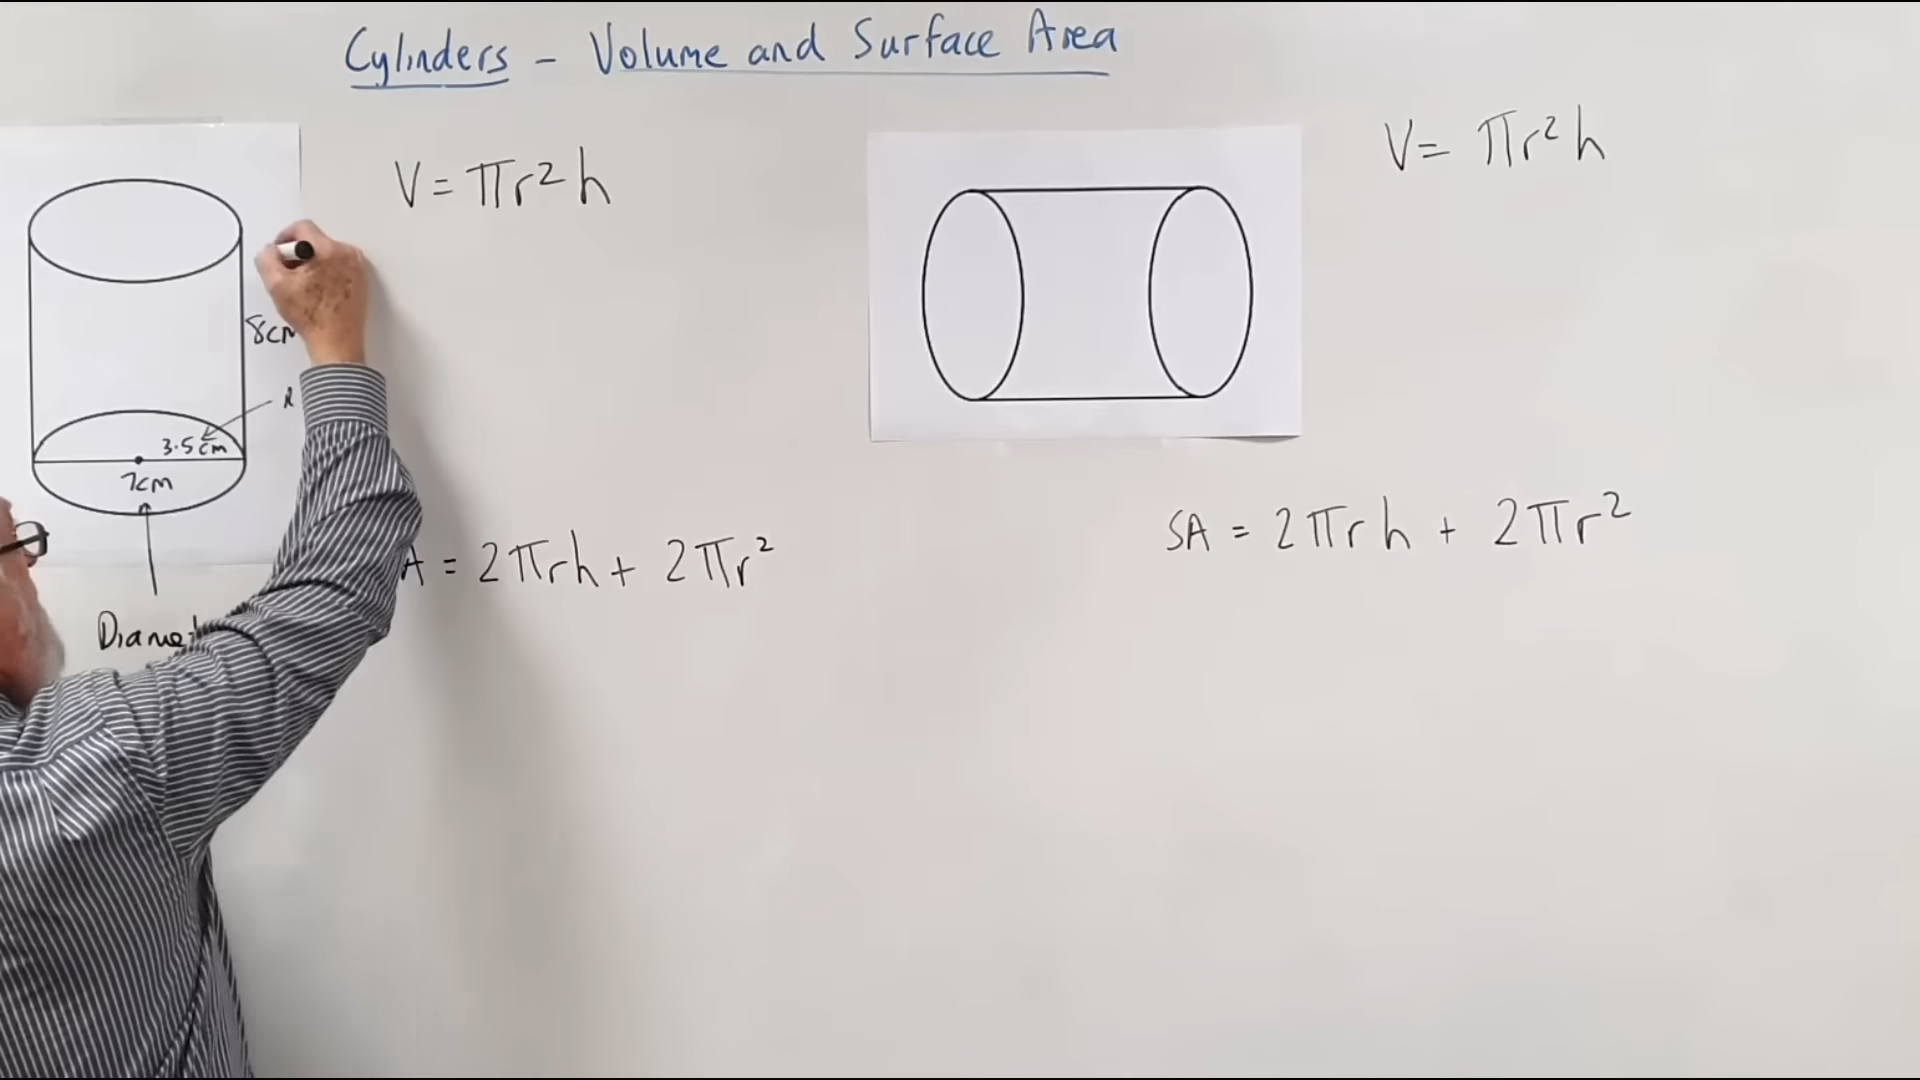 Cylinders - Volume and Surface Area
V = πr²h
8cm
3.5cm
7cm
A = 2πrh + 2πr²
V = πr²h
SA = 2πrh + 2πr²